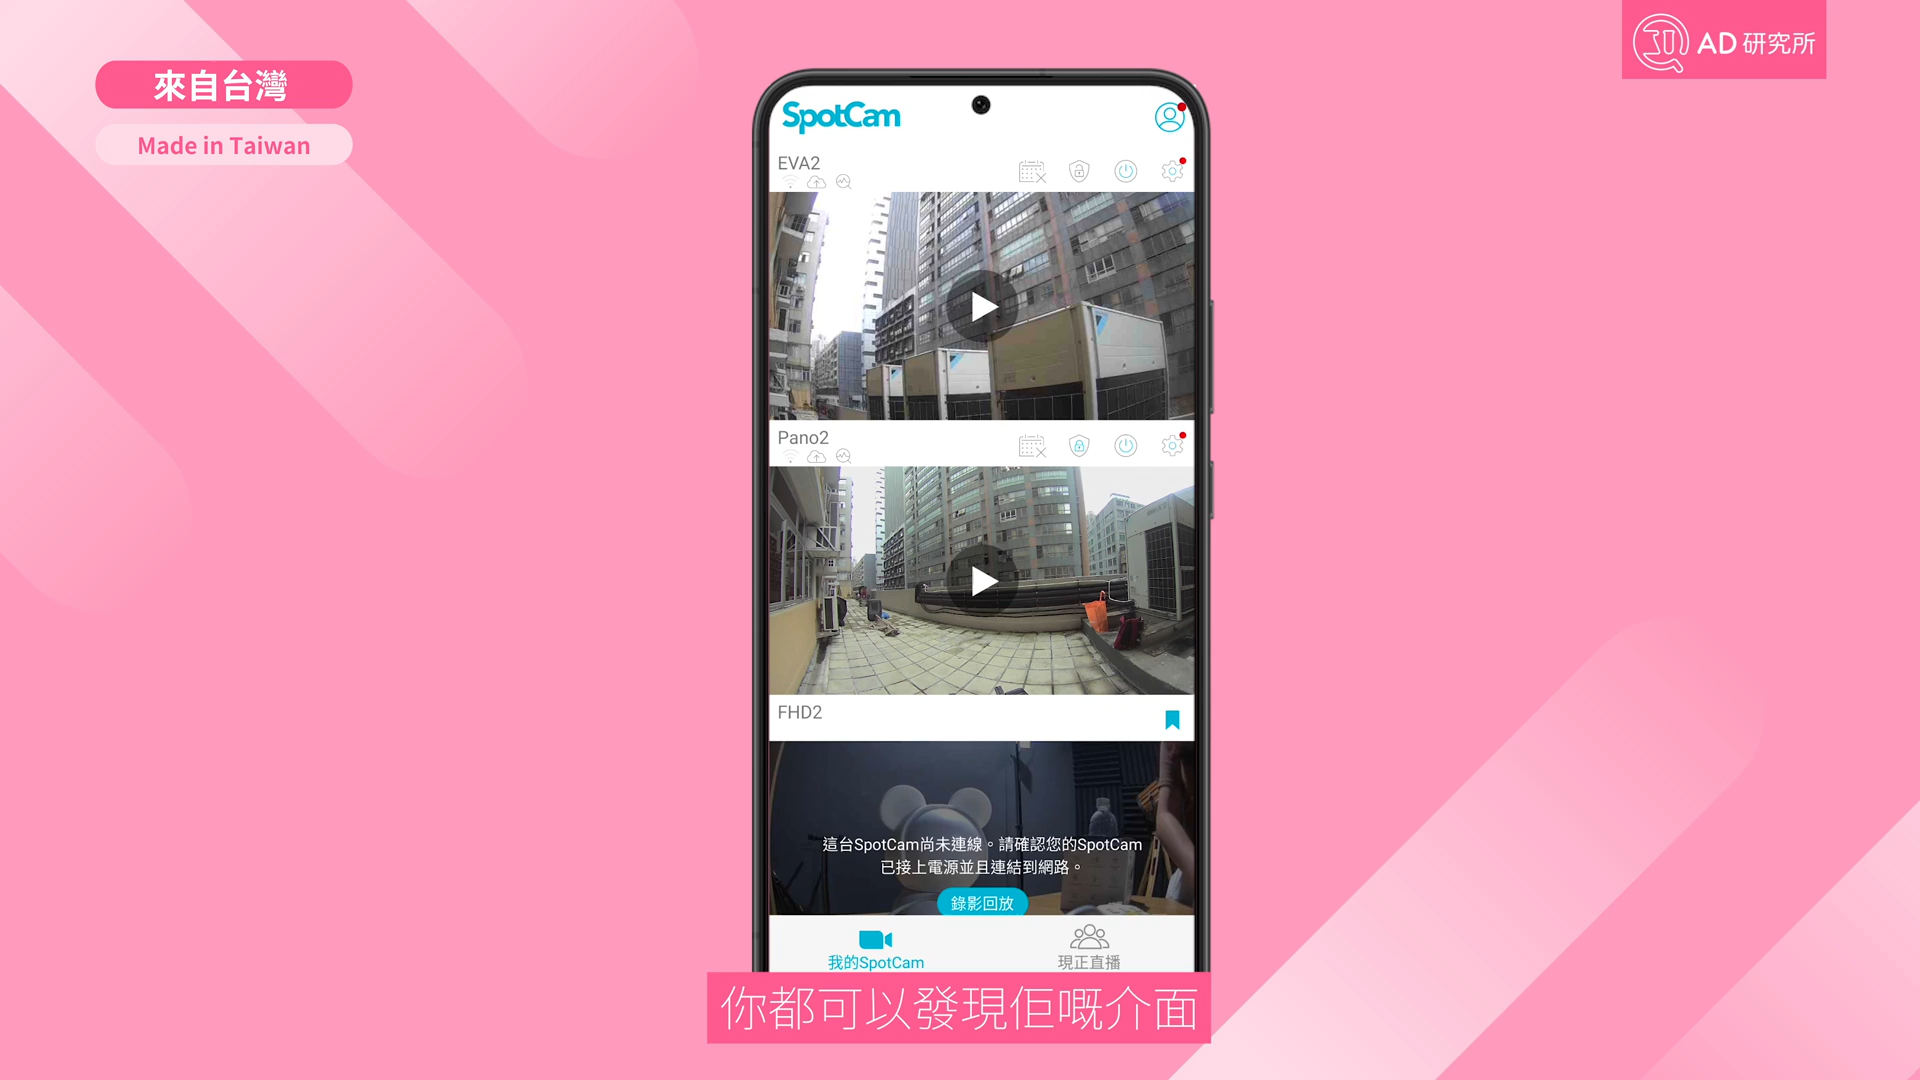 來自台灣
Made in Taiwan
AD 研究所
SpotCam
EVA2
Pano2
FHD2
這台SpotCam尚未連線。請確認您的SpotCam
已接上電源並且連結到網路。
錄影回放
我的SpotCam
現正直播
你都可以發現佢嘅介面